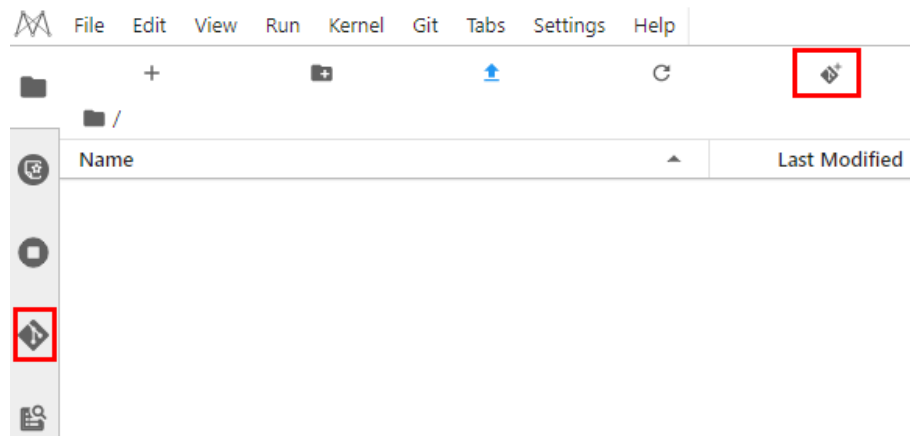 File Edit View Run Kernel Git Tabs Settings Help
/
Name Last Modified